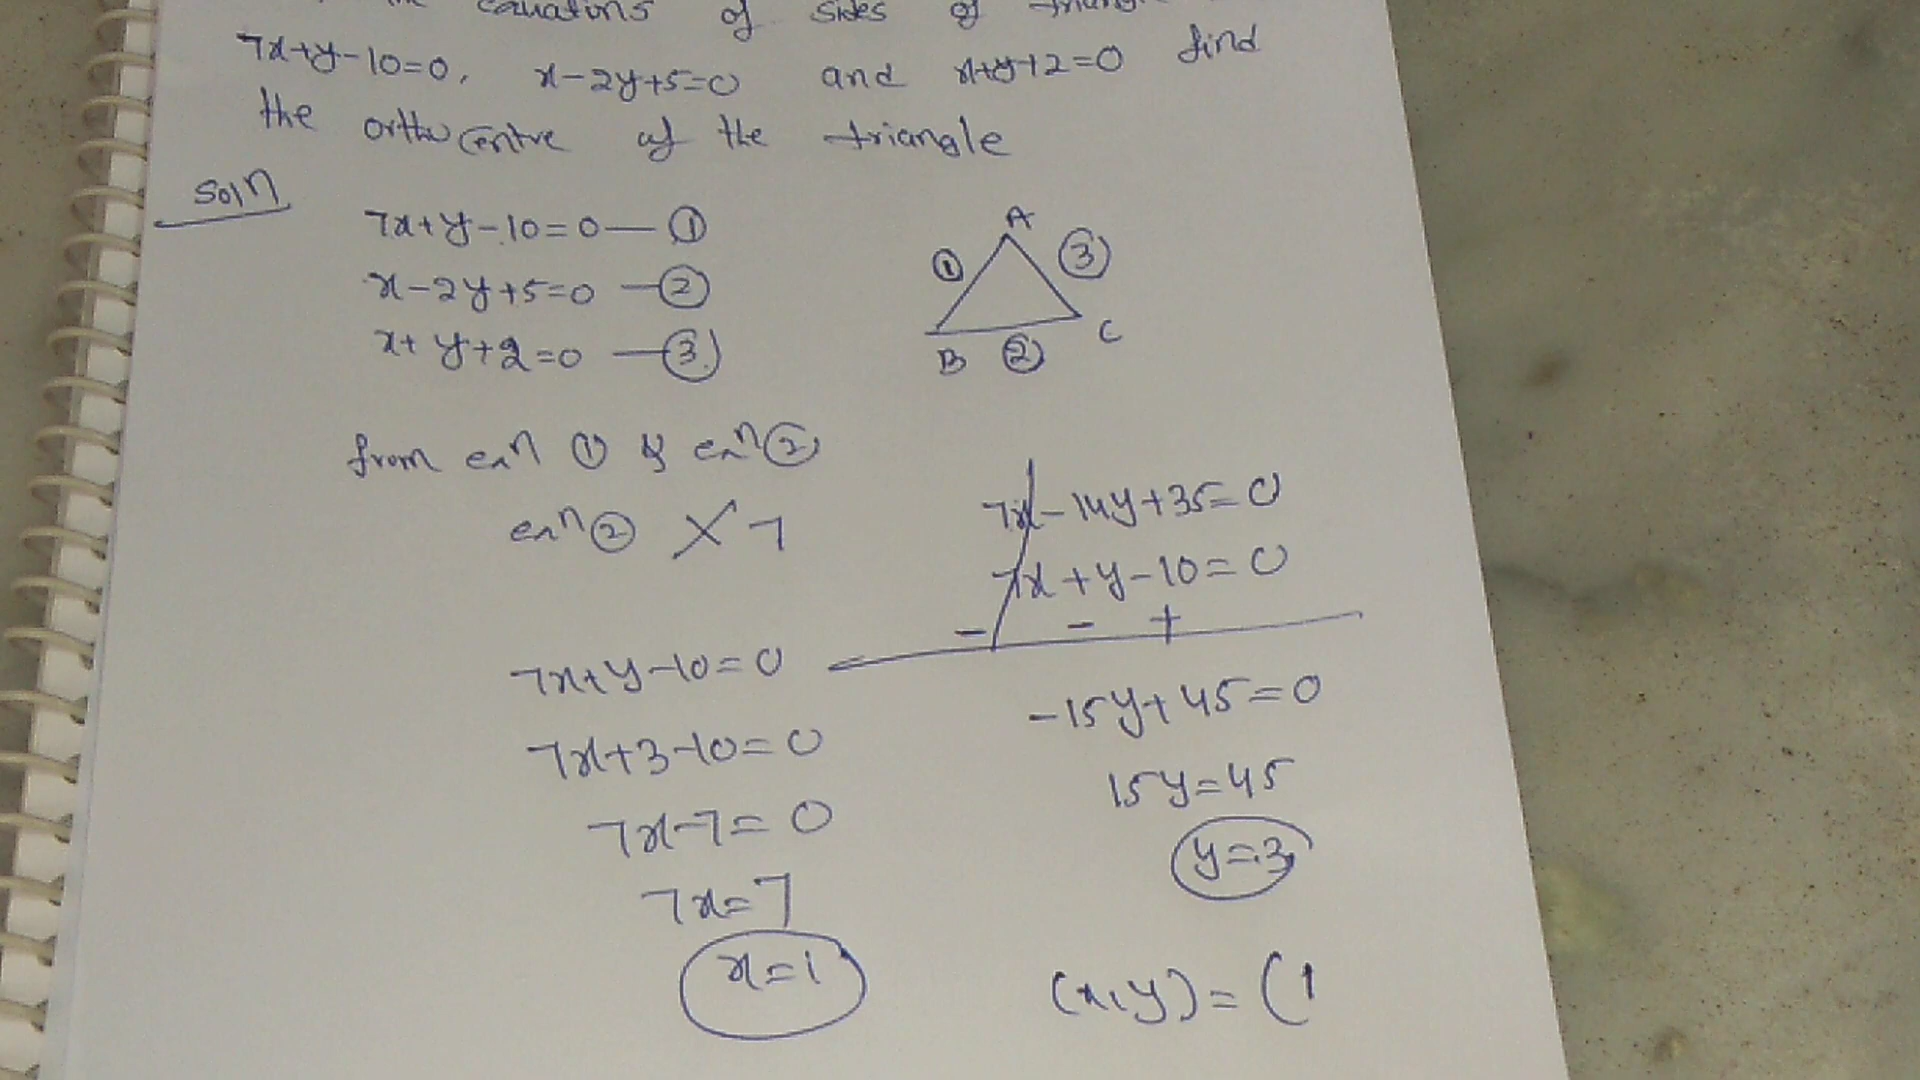 equations of sides of
7x+y-10=0, x-2y+5=0 and x+y+2=0 find
the orthocentre of the triangle
Soln
7x+y-10=0 — ①
x-2y+5=0 — ②
x+y+2=0 — ③
A
① ③
B ② C
from eqn ① & eqn ②
eqn ② × 7
7x-14y+35=0
7x+y-10=0
- - +
-15y+45=0
15y=45
y=3
7x+y-10=0
7x+3-10=0
7x-7=0
7x=7
x=1
(x,y)=(1